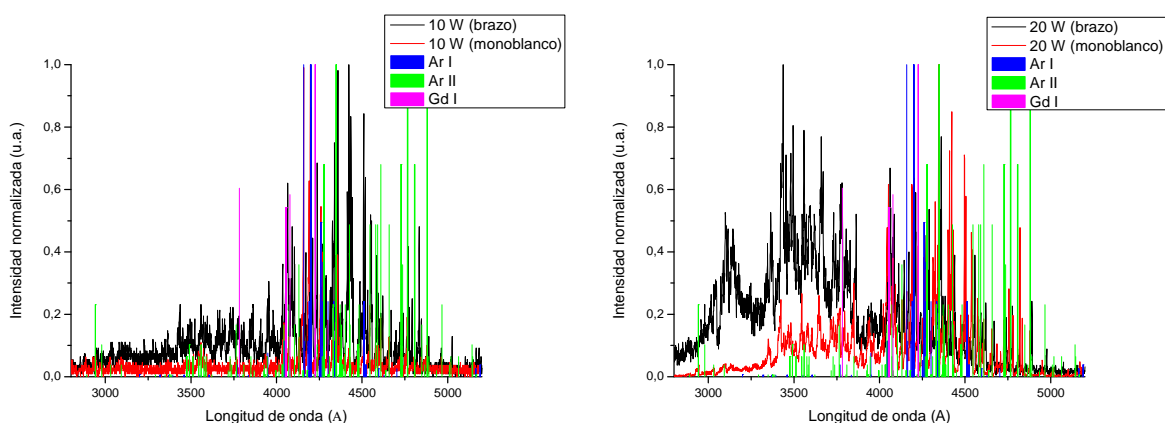 10 W (brazo)
10 W (monoblanco)
Ar I
Ar II
Gd I
1,0
0,8
0,6
0,4
0,2
0,0
Intensidad normalizada (u.a.)
3000 3500 4000 4500 5000
Longitud de onda (A)
20 W (brazo)
20 W (monoblanco)
Ar I
Ar II
Gd I
1,0
0,8
0,6
0,4
0,2
0,0
Intensidad normalizada (u.a.)
3000 3500 4000 4500 5000
Longitud de onda (A)